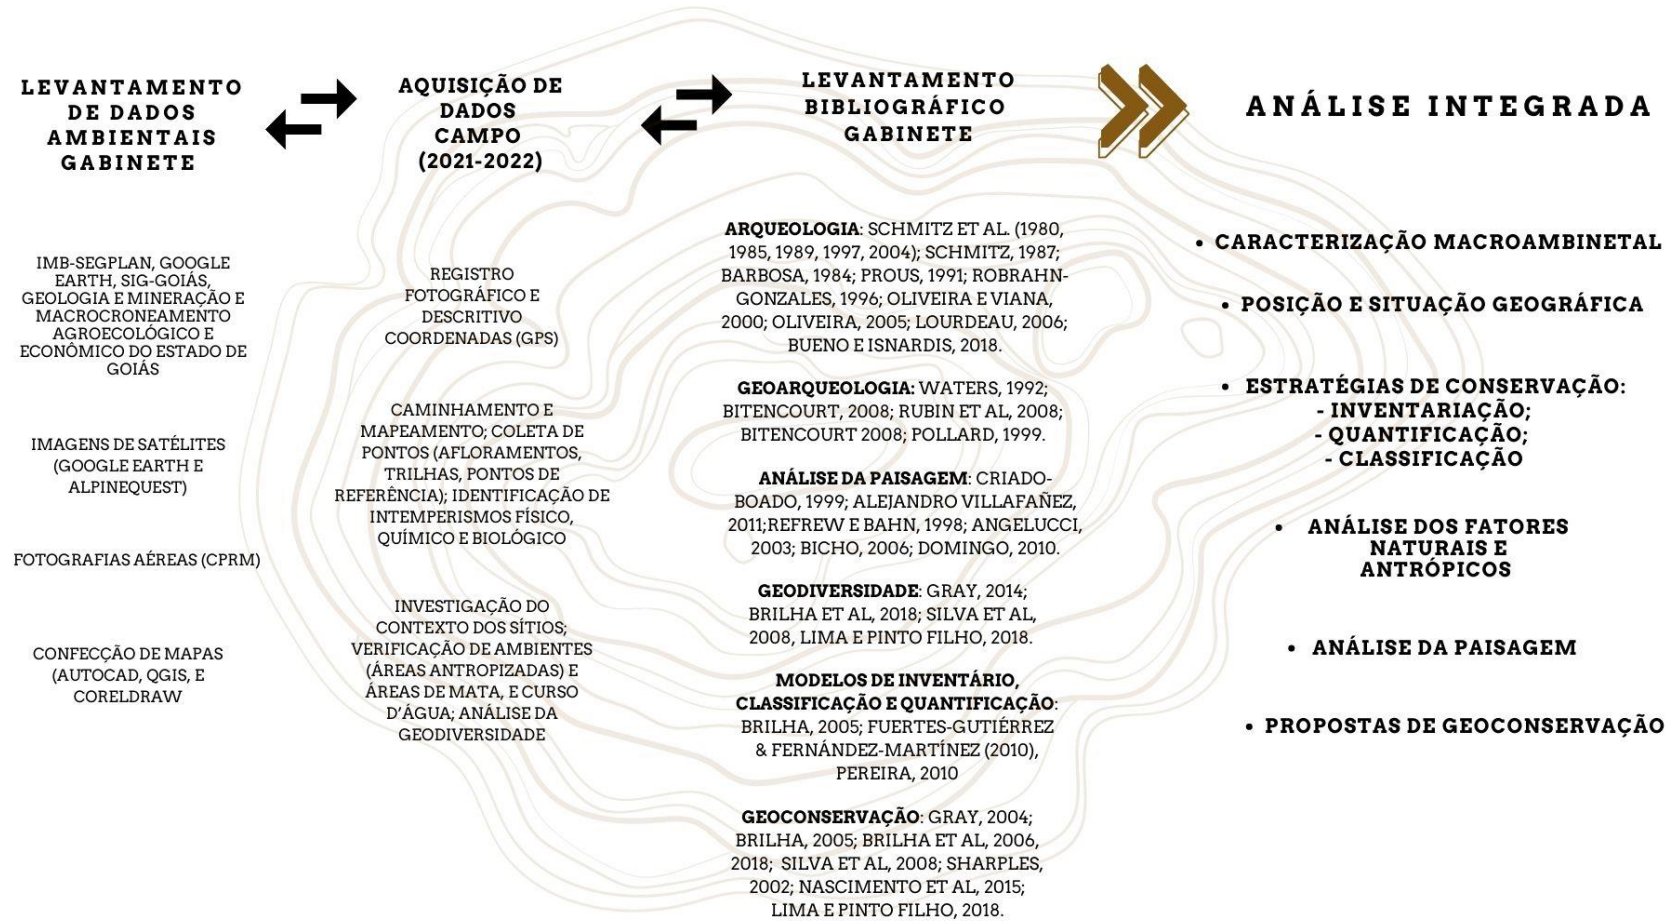 LEVANTAMENTO
DE DADOS
AMBIENTAIS
GABINETE
IMB-SEGPLAN, GOOGLE
EARTH, SIG-GOIÁS,
GEOLOGIA E MINERAÇÃO E
MACROCRONEAMENTO
AGROECOLÓGICO E
ECONÔMICO DO ESTADO DE
GOIÁS
IMAGENS DE SATÉLITES
(GOOGLE EARTH E
ALPINEQUEST)
FOTOGRAFIAS AÉREAS (CPRM)
CONFECÇÃO DE MAPAS
(AUTOCAD, QGIS, E
CORELDRAW
AQUISIÇÃO DE
DADOS
CAMPO
(2021-2022)
REGISTRO
FOTOGRÁFICO E
DESCRITIVO
COORDENADAS (GPS)
CAMINHAMENTO E
MAPEAMENTO; COLETA DE
PONTOS (AFLORAMENTOS,
TRILHAS, PONTOS DE
REFERÊNCIA); IDENTIFICAÇÃO DE
INTEMPERISMOS FÍSICO,
QUÍMICO E BIOLÓGICO
INVESTIGAÇÃO DO
CONTEXTO DOS SÍTIOS;
VERIFICAÇÃO DE AMBIENTES
(ÁREAS ANTROPIZADAS) E
ÁREAS DE MATA, E CURSO
D'ÁGUA; ANÁLISE DA
GEODIVERSIDADE
LEVANTAMENTO
BIBLIOGRÁFICO
GABINETE
ARQUEOLOGIA: SCHMITZ ET AL. (1980,
1985, 1989, 1997, 2004); SCHMITZ, 1987;
BARBOSA, 1984; PROUS, 1991; ROBRAHN-
GONZALES, 1996; OLIVEIRA E VIANA,
2000; OLIVEIRA, 2005; LOURDEAU, 2006;
BUENO E ISNARDIS, 2018.
GEOARQUEOLOGIA: WATERS, 1992;
BITENCOURT, 2008; RUBIN ET AL, 2008;
BITENCOURT 2008; POLLARD, 1999.
ANÁLISE DA PAISAGEM: CRIADO-
BOADO, 1999; ALEJANDRO VILLAFAÑEZ,
2011;REFREW E BAHN, 1998; ANGELUCCI,
2003; BICHO, 2006; DOMINGO, 2010.
GEODIVERSIDADE: GRAY, 2014;
BRILHA ET AL, 2018; SILVA ET AL,
2008, LIMA E PINTO FILHO, 2018.
MODELOS DE INVENTÁRIO,
CLASSIFICAÇÃO E QUANTIFICAÇÃO:
BRILHA, 2005; FUERTES-GUTIÉRREZ
& FERNÁNDEZ-MARTÍNEZ (2010),
PEREIRA, 2010
GEOCONSERVAÇÃO: GRAY, 2004;
BRILHA, 2005; BRILHA ET AL, 2006,
2018; SILVA ET AL, 2008; SHARPLES,
2002; NASCIMENTO ET AL, 2015;
LIMA E PINTO FILHO, 2018.
ANÁLISE INTEGRADA
• CARACTERIZAÇÃO MACROAMBINETAL
• POSIÇÃO E SITUAÇÃO GEOGRÁFICA
• ESTRATÉGIAS DE CONSERVAÇÃO:
- INVENTARIAÇÃO;
- QUANTIFICAÇÃO;
- CLASSIFICAÇÃO
• ANÁLISE DOS FATORES
NATURAIS E
ANTRÓPICOS
• ANÁLISE DA PAISAGEM
• PROPOSTAS DE GEOCONSERVAÇÃO